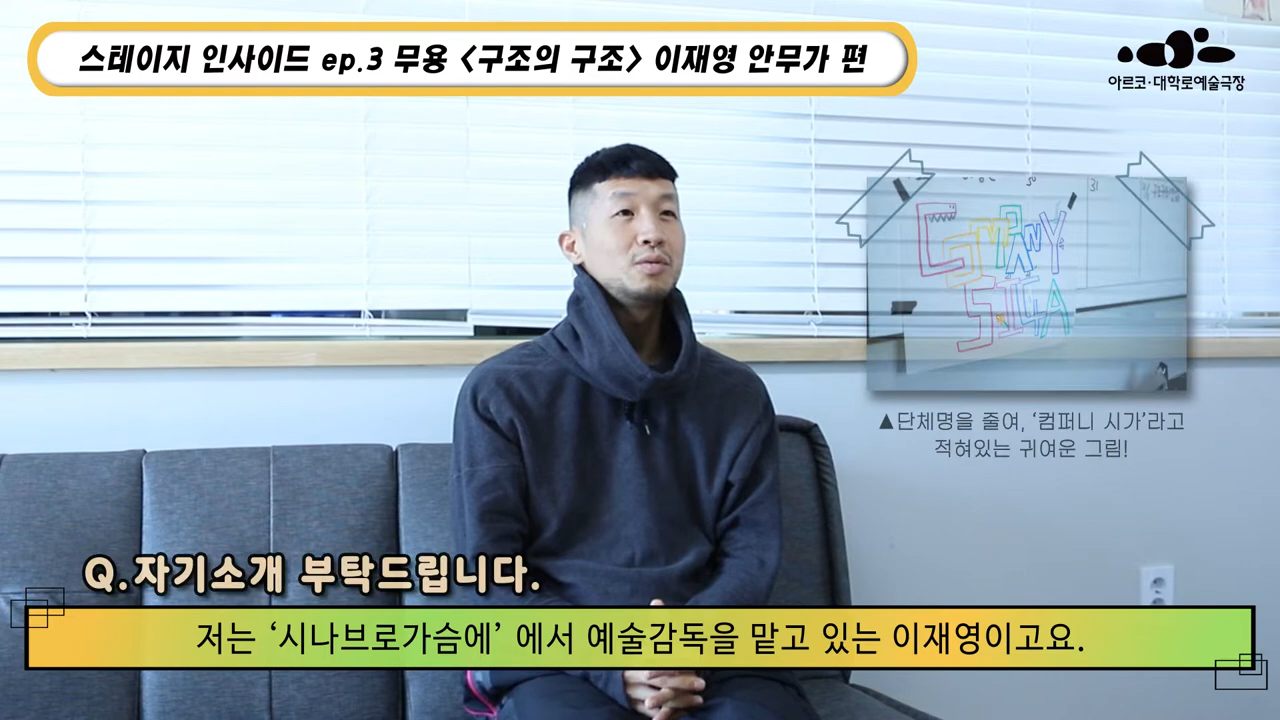 스테이지 인사이드 ep.3 무용 <구조의 구조> 이재영 안무가 편
아르코·대학로예술극장
31
COMPANY
SIGA
▲단체명을 줄여, ‘컴퍼니 시가’라고
적혀있는 귀여운 그림!
Q.자기소개 부탁드립니다.
저는 ‘시나브로가슴에’ 에서 예술감독을 맡고 있는 이재영이고요.